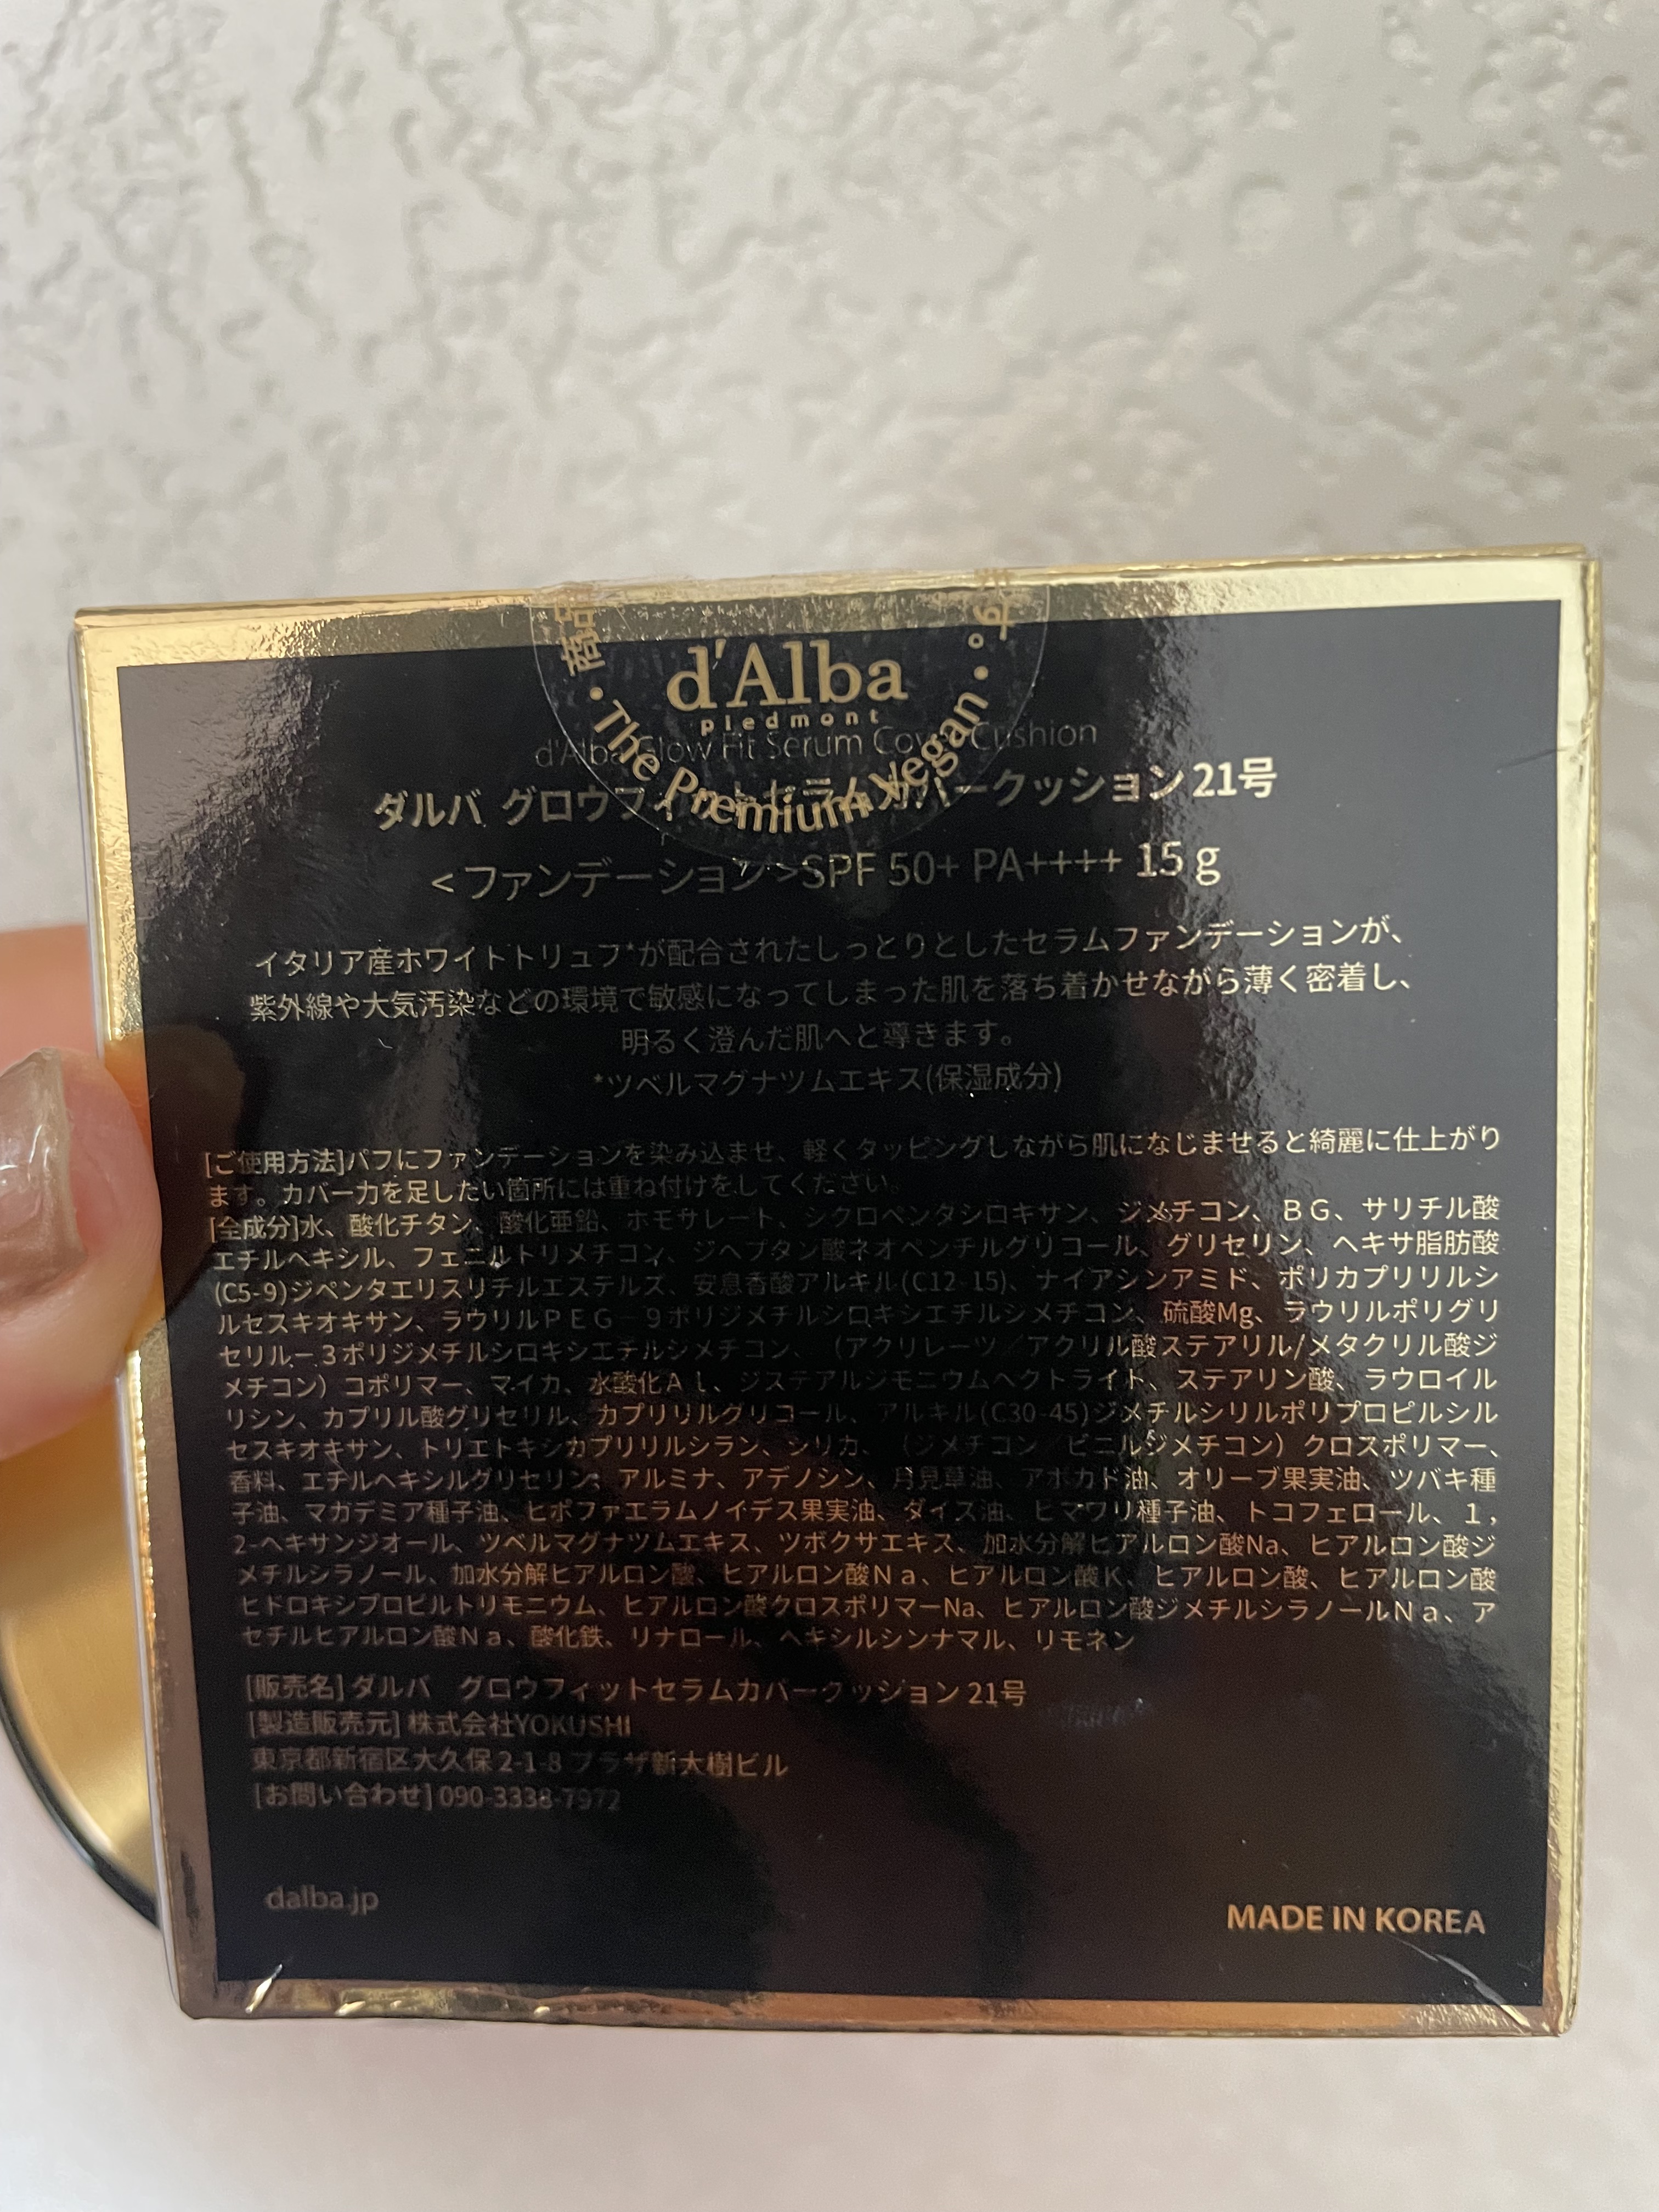 商品
d'Alba
piedmont
The Premium Vegan
d'Alba Glow Fit Serum Cover Cushion
ダルバ グロウフィットセラムカバークッション21号
<ファンデーション>SPF 50+ PA++++ 15 g
イタリア産ホワイトトリュフ*が配合されたしっとりとしたセラムファンデーションが、
紫外線や大気汚染などの環境で敏感になってしまった肌を落ち着かせながら薄く密着し、
明るく澄んだ肌へと導きます。
*ツベルマグナツムエキス(保湿成分)
[ご使用方法]パフにファンデーションを染み込ませ、軽くタッピングしながら肌になじませると綺麗に仕上がり
ます。カバー力を足したい箇所には重ね付けをしてください。
[全成分]水、酸化チタン、酸化亜鉛、ホモサレート、シクロペンタシロキサン、ジメチコン、ＢＧ、サリチル酸
エチルヘキシル、フェニルトリメチコン、ジヘプタン酸ネオペンチルグリコール、グリセリン、ヘキサ脂肪酸
(C5-9)ジペンタエリスリチルエステルズ、安息香酸アルキル(C12-15)、ナイアシンアミド、ポリカプリリルシ
ルセスキオキサン、ラウリルＰＥＧ－９ポリジメチルシロキシエチルジメチコン、硫酸Mg、ラウリルポリグリ
セリル－３ポリジメチルシロキシエチルジメチコン、（アクリレーツ／アクリル酸ステアリル/メタクリル酸ジ
メチコン）コポリマー、マイカ、水酸化Ａｌ、ジステアルジモニウムヘクトライト、ステアリン酸、ラウロイル
リシン、カプリル酸グリセリル、カプリリルグリコール、アルキル(C30-45)ジメチルシリルポリプロピルシル
セスキオキサン、トリエトキシカプリリルシラン、シリカ、（ジメチコン／ビニルジメチコン）クロスポリマー、
香料、エチルヘキシルグリセリン、アルミナ、アデノシン、月見草油、アボカド油、オリーブ果実油、ツバキ種
子油、マカデミア種子油、ヒポファエラムノイデス果実油、ダイズ油、ヒマワリ種子油、トコフェロール、１，
2-ヘキサンジオール、ツベルマグナツムエキス、ツボクサエキス、加水分解ヒアルロン酸Na、ヒアルロン酸ジ
メチルシラノール、加水分解ヒアルロン酸、ヒアルロン酸Ｎａ、ヒアルロン酸Ｋ、ヒアルロン酸、ヒアルロン酸
ヒドロキシプロピルトリモニウム、ヒアルロン酸クロスポリマーNa、ヒアルロン酸ジメチルシラノールＮａ、ア
セチルヒアルロン酸Ｎａ、酸化鉄、リナロール、ヘキシルシンナマル、リモネン
[販売名] ダルバ　グロウフィットセラムカバークッション 21号
[製造販売元] 株式会社YOKUSHI
東京都新宿区大久保 2-1-8 プラザ新大樹ビル
[お問い合わせ] 090-3338-7972
dalba.jp
MADE IN KOREA